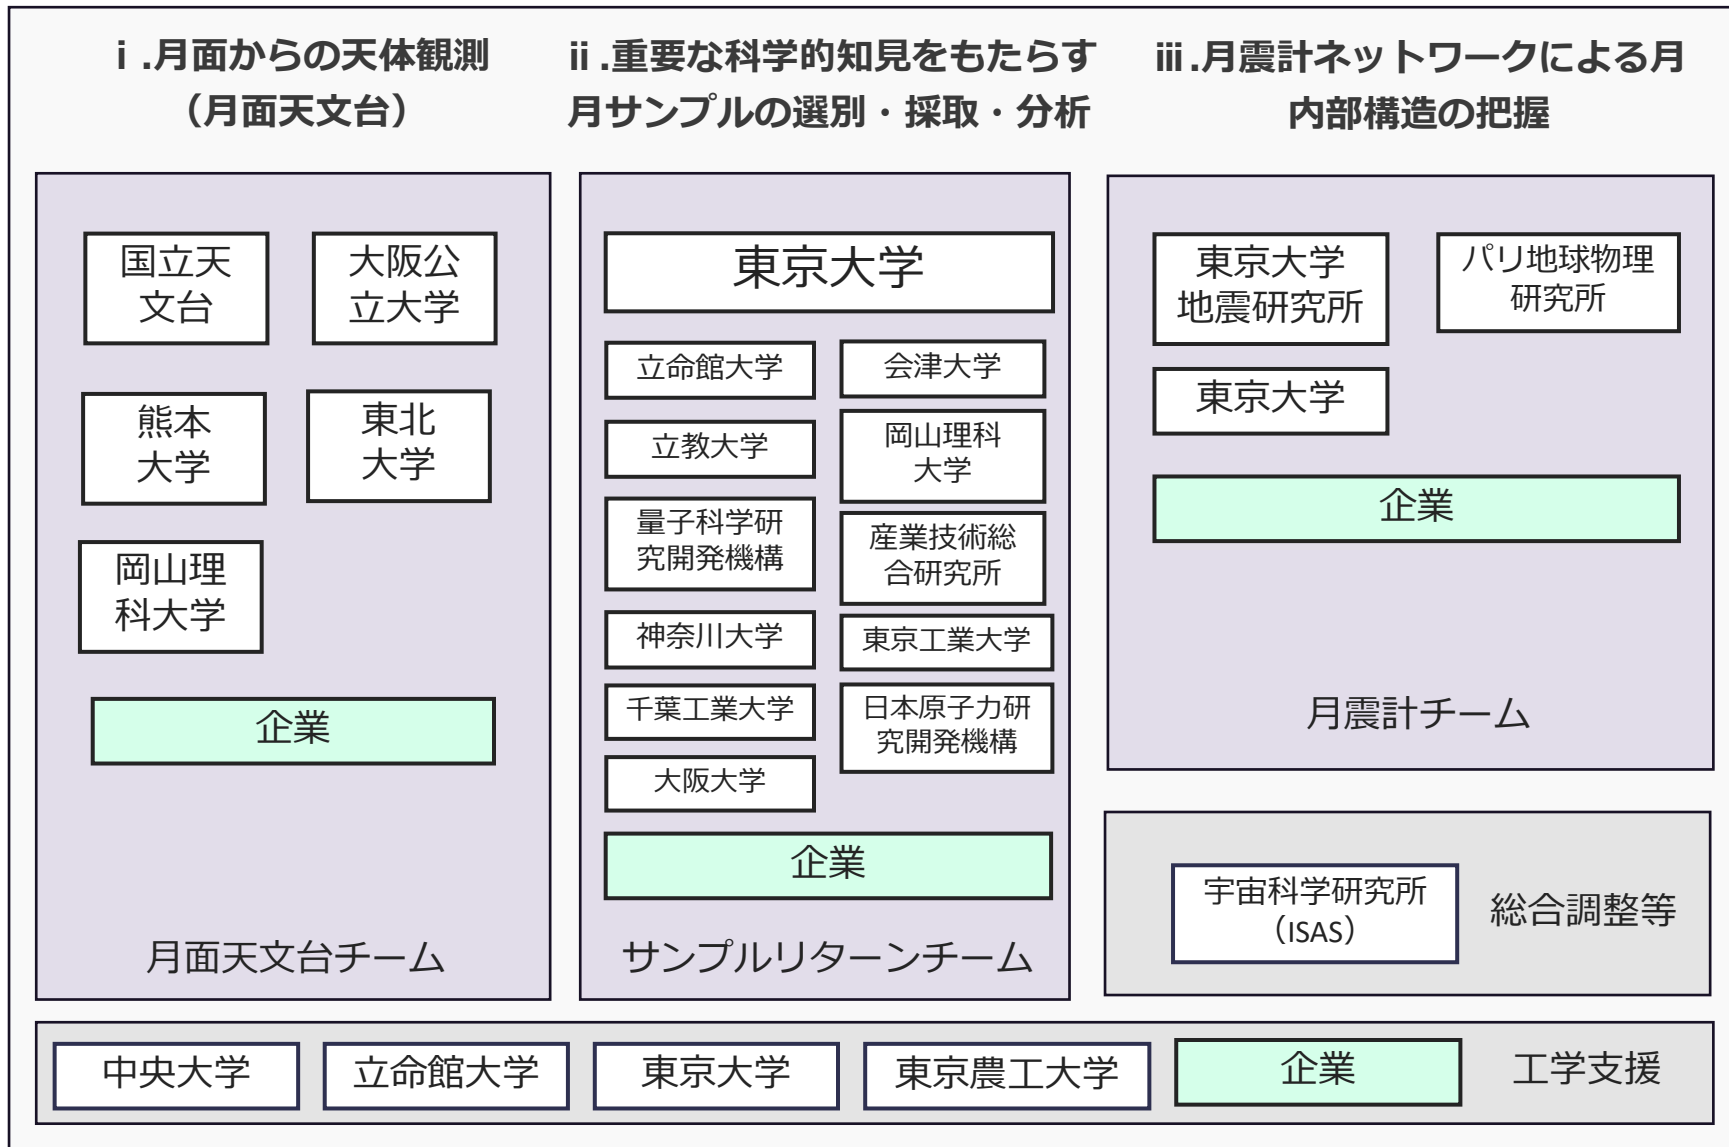 ⅰ.月面からの天体観測
（月面天文台）
国立天
文台
大阪公
立大学
熊本
大学
東北
大学
岡山理
科大学
企業
月面天文台チーム
ⅱ.重要な科学的知見をもたらす
月サンプルの選別・採取・分析
東京大学
立命館大学
会津大学
立教大学
岡山理科
大学
量子科学研
究開発機構
産業技術総
合研究所
神奈川大学
東京工業大学
千葉工業大学
日本原子力研
究開発機構
大阪大学
企業
サンプルリターンチーム
ⅲ.月震計ネットワークによる月
内部構造の把握
東京大学
地震研究所
パリ地球物理
研究所
東京大学
企業
月震計チーム
宇宙科学研究所
（ISAS）
総合調整等
中央大学
立命館大学
東京大学
東京農工大学
企業
工学支援